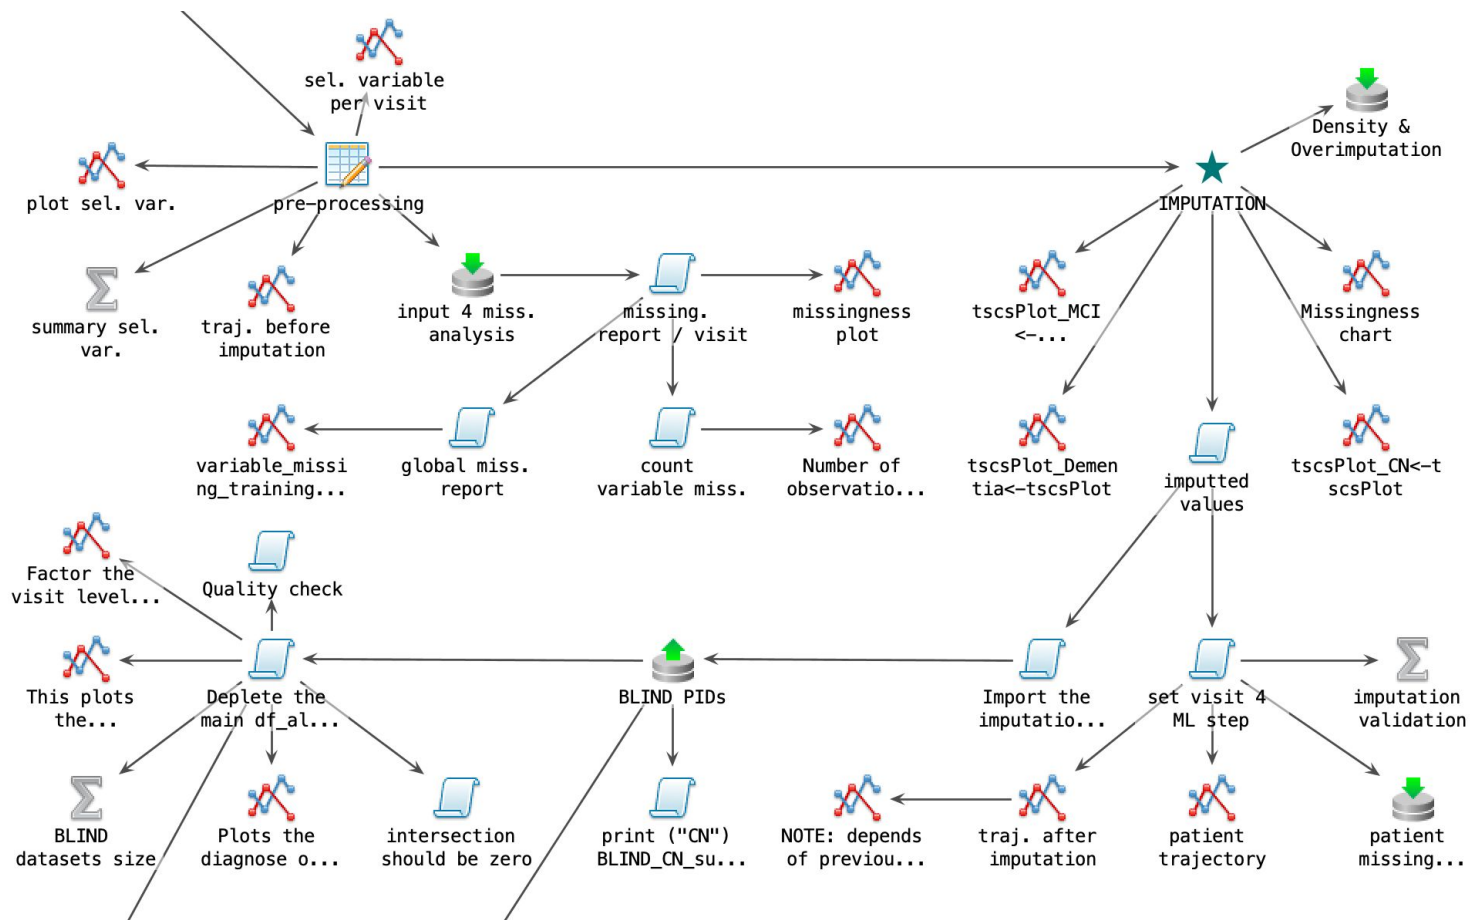 sel. variable
per visit
Density &
Overimputation
plot sel. var.
pre-processing
IMPUTATION
summary sel.
var.
traj. before
imputation
input 4 miss.
analysis
missing.
report / visit
missingness
plot
tscsPlot_MCI
<-...
Missingness
chart
variable_missi
ng_training...
global miss.
report
count
variable miss.
Number of
observatio...
tscsPlot_Demen
tia<-tscsPlot
imputted
values
tscsPlot_CN<-t
scsPlot
Factor the
visit level...
Quality check
This plots
the...
Deplete the
main df_al...
BLIND PIDs
Import the
imputatio...
set visit 4
ML step
imputation
validation
BLIND
datasets size
Plots the
diagnose o...
intersection
should be zero
print ("CN")
BLIND_CN_su...
NOTE: depends
of previou...
traj. after
imputation
patient
trajectory
patient
missing...